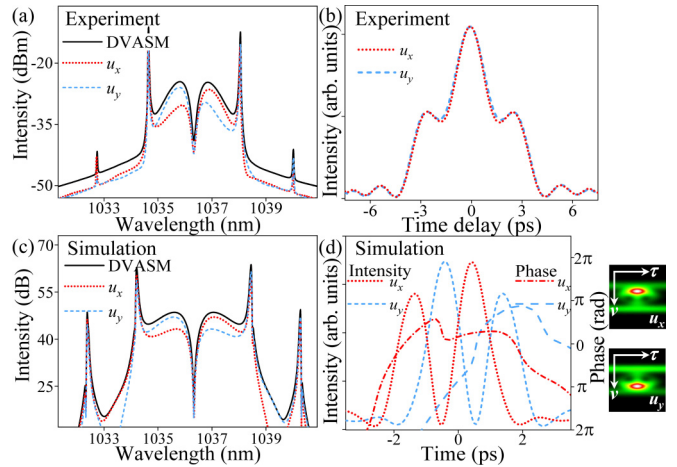 (a) Experiment
DVASM
u_x
u_y
Intensity (dBm)
-20
-35
-50
1033 1035 1037 1039
Wavelength (nm)
(b) Experiment
u_x
u_y
Intensity (arb. units)
-6 -3 0 3 6
Time delay (ps)
(c) Simulation
DVASM
u_x
u_y
Intensity (dB)
70
55
40
25
1033 1035 1037 1039
Wavelength (nm)
(d) Simulation
Intensity Phase
u_x u_x
u_y u_y
Intensity (arb. units)
2π
π
0
π
2π
Phase (rad)
-2 0 2
Time (ps)
τ
ν
u_x
τ
ν
u_y